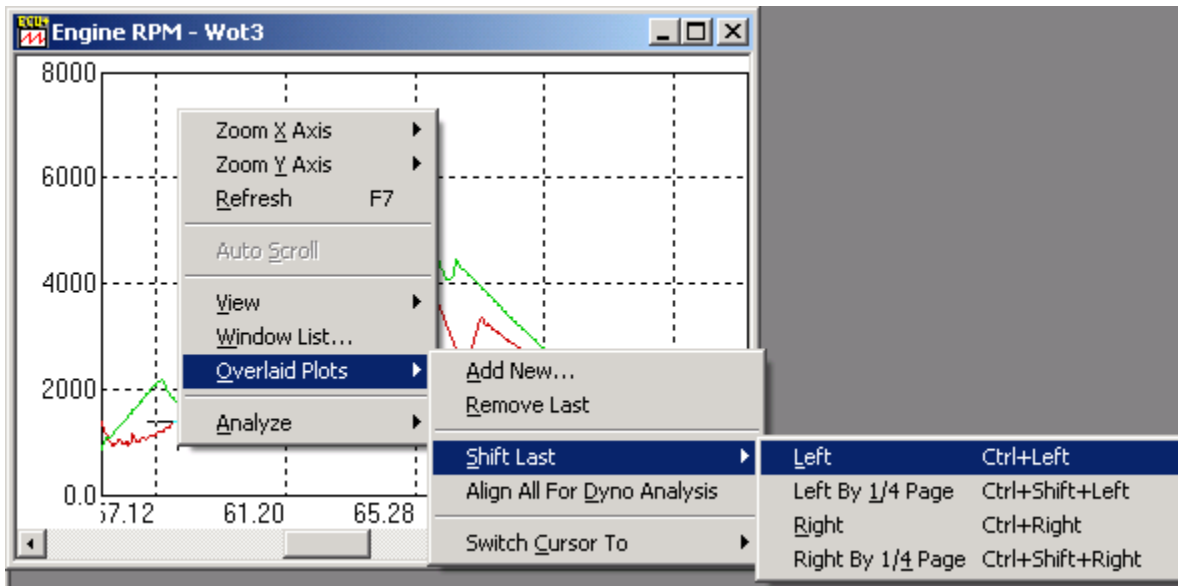 Engine RPM - Wot3
8000
6000
4000
2000
0.0
57.12 61.20 65.28
Zoom X Axis
Zoom Y Axis
Refresh F7
Auto Scroll
View
Window List...
Overlaid Plots
Analyze
Add New...
Remove Last
Shift Last
Align All For Dyno Analysis
Switch Cursor To
Left Ctrl+Left
Left By 1/4 Page Ctrl+Shift+Left
Right Ctrl+Right
Right By 1/4 Page Ctrl+Shift+Right